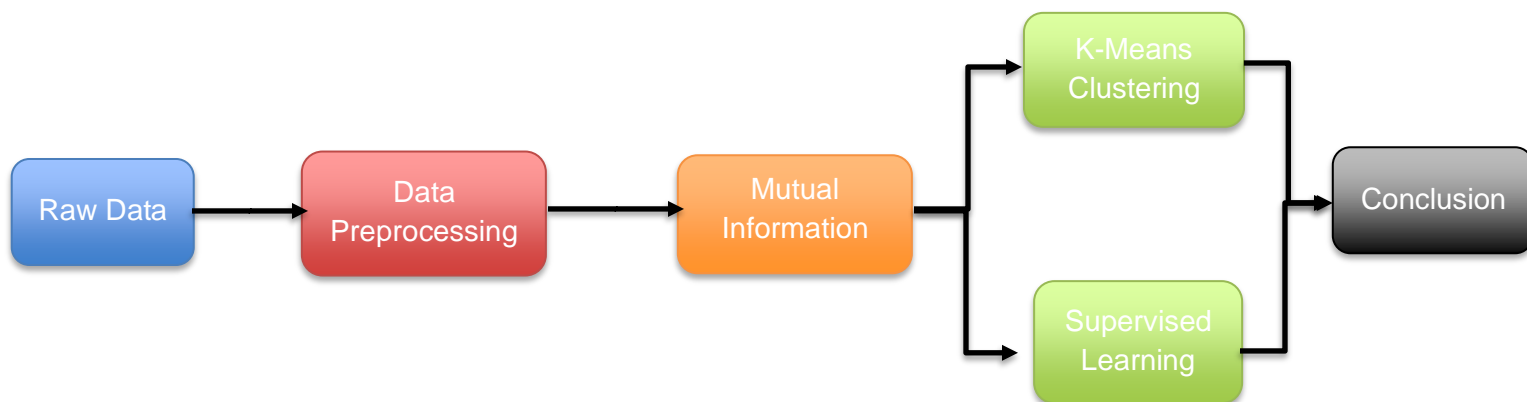 Raw Data
Data
Preprocessing
Mutual
Information
K-Means
Clustering
Supervised
Learning
Conclusion